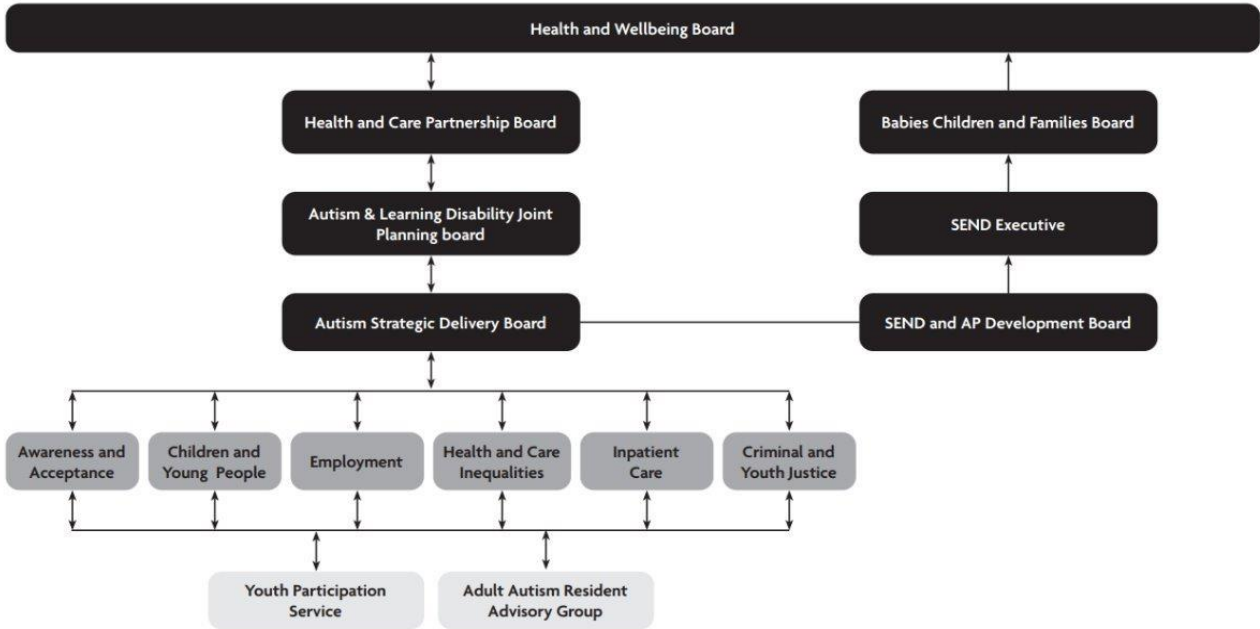 Health and Wellbeing Board
Health and Care Partnership Board
Babies Children and Families Board
Autism & Learning Disability Joint
Planning board
SEND Executive
Autism Strategic Delivery Board
SEND and AP Development Board
Awareness and
Acceptance
Children and
Young People
Employment
Health and Care
Inequalities
Inpatient
Care
Criminal and
Youth Justice
Youth Participation
Service
Adult Autism Resident
Advisory Group